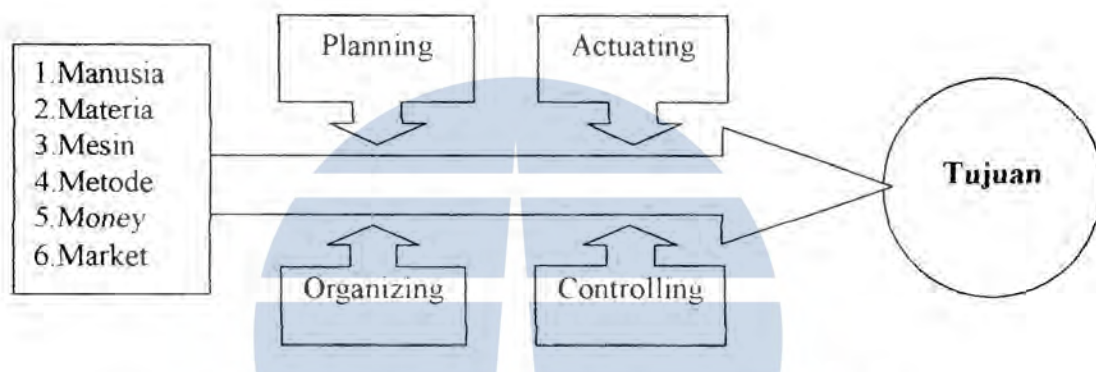 1.Manusia
2.Materia
3.Mesin
4.Metode
5.Money
6.Market
Planning
Actuating
Organizing
Controlling
Tujuan